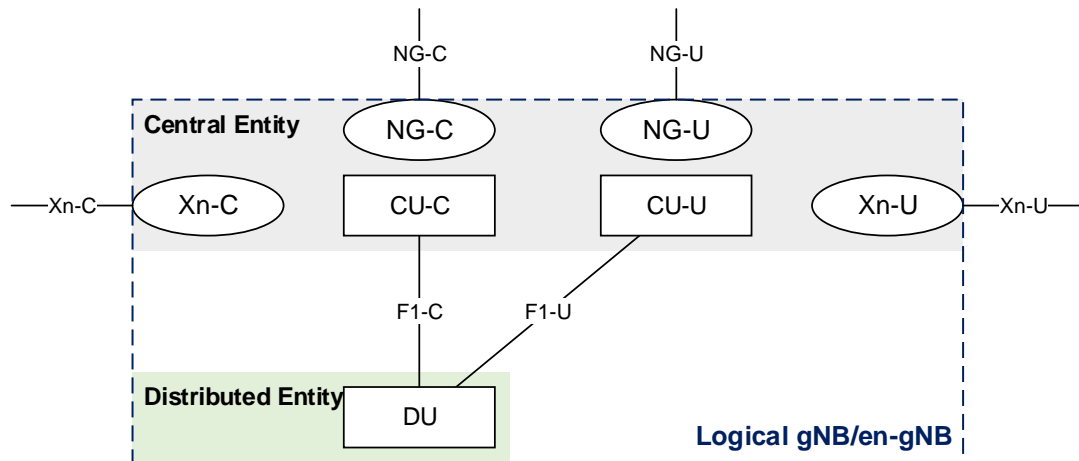 NG-C
NG-U
Central Entity
NG-C
NG-U
Xn-C
Xn-C
CU-C
CU-U
Xn-U
Xn-U
F1-C
F1-U
Distributed Entity
DU
Logical gNB/en-gNB